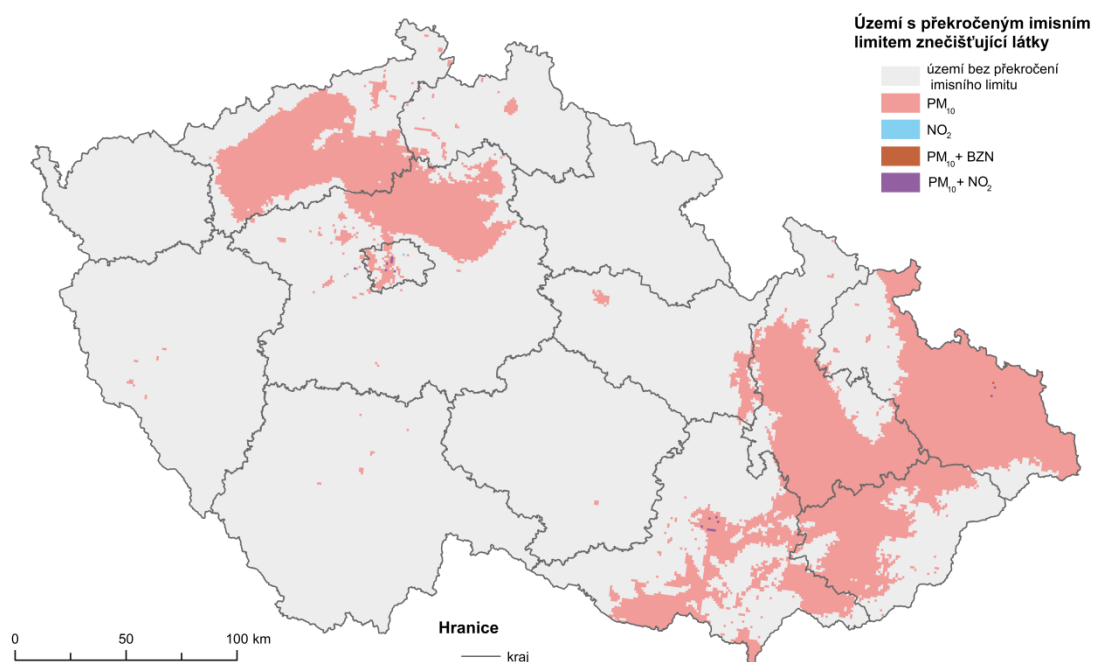 Území s překročeným imisním
limitem znečišťující látky
území bez překročení
imisního limitu
PM₁₀
NO₂
PM₁₀ + BZN
PM₁₀ + NO₂
0 50 100 km
Hranice
kraj